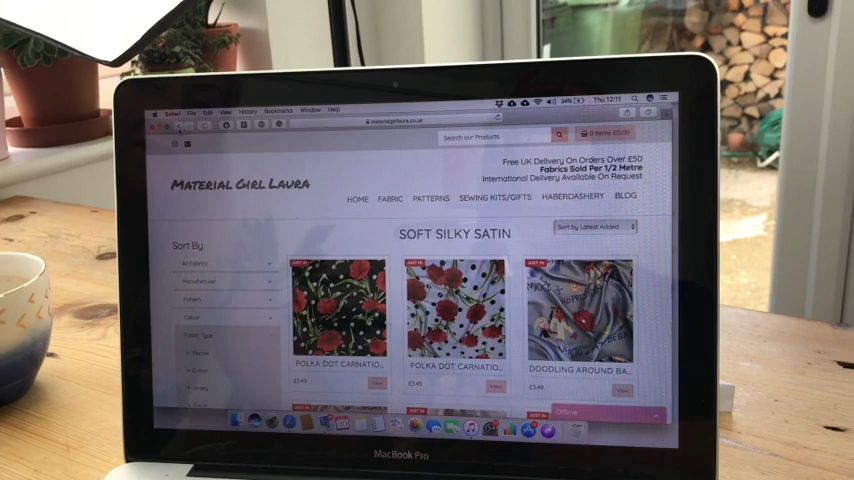 Safari File Edit View History Bookmarks Window Help
34% Thu 12:11
materialgirllaura.co.uk
Search our Products
0 items £0.00
Free UK Delivery On Orders Over £50
Fabrics Sold Per 1/2 Metre
International Delivery Available On Request
MATERIAL GIRL LAURA
HOME FABRIC PATTERNS SEWING KITS/GIFTS HABERDASHERY BLOG
SOFT SILKY SATIN
Sort by Latest Added
Sort By
All Fabrics
Manufacturer
Pattern
Colour
Fabric Type
JUST IN
JUST IN
JUST IN
POLKA DOT CARNATIO...
POLKA DOT CARNATIO...
DOODLING AROUND BA...
£3.49
View
£3.49
View
£3.49
View
JUST IN
JUST IN
JUST IN
Offline
MacBook Pro